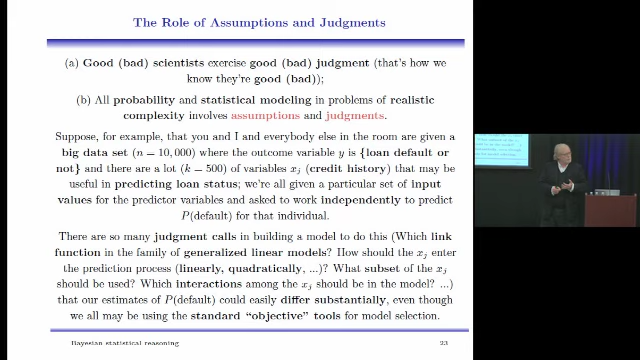 The Role of Assumptions and Judgments
(a) Good (bad) scientists exercise good (bad) judgment (that's how we
know they're good (bad));
(b) All probability and statistical modeling in problems of realistic
complexity involves assumptions and judgments.
Suppose, for example, that you and I and everybody else in the room are given a
big data set (n = 10,000) where the outcome variable y is {loan default or
not} and there are a lot (k = 500) of variables xj (credit history) that may be
useful in predicting loan status; we're all given a particular set of input
values for the predictor variables and asked to work independently to predict
P(default) for that individual.
There are so many judgment calls in building a model to do this (Which link
function in the family of generalized linear models? How should the xj enter
the prediction process (linearly, quadratically, ...)? What subset of the xj
should be used? Which interactions among the xj should be in the model? ...)
that our estimates of P(default) could easily differ substantially, even though
we all may be using the standard "objective" tools for model selection.
Bayesian statistical reasoning 23